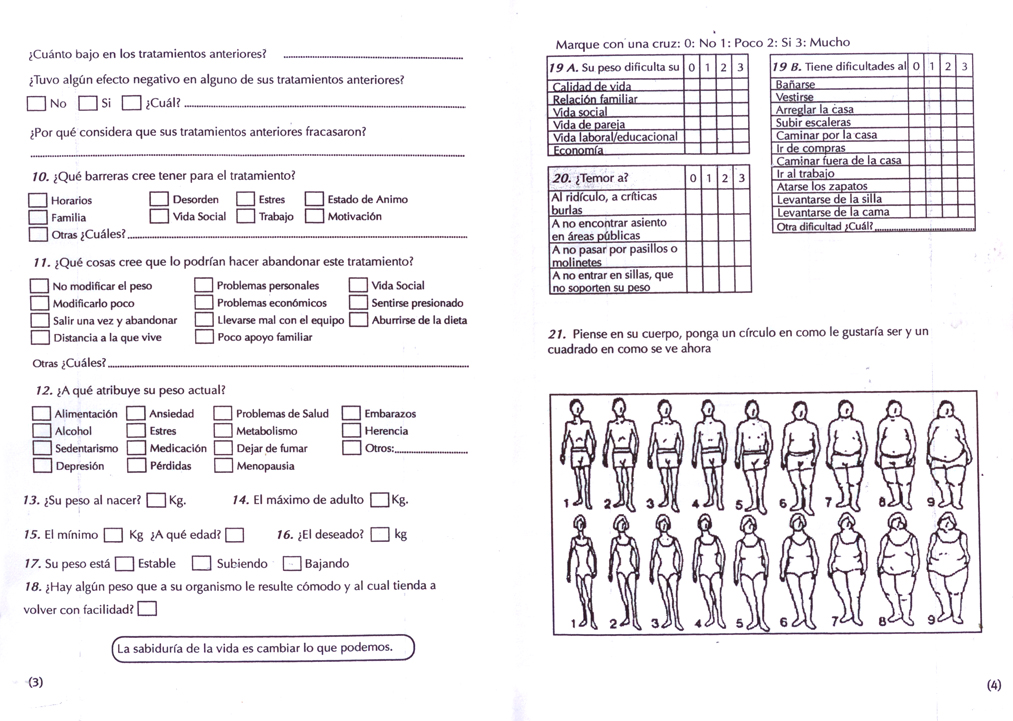 ¿Cuánto bajo en los tratamientos anteriores? ........................................
¿Tuvo algún efecto negativo en alguno de sus tratamientos anteriores?
No Si ¿Cuál? ........................................
¿Por qué considera que sus tratamientos anteriores fracasaron?
........................................
10. ¿Qué barreras cree tener para el tratamiento?
Horarios Desorden Estres Estado de Animo
Familia Vida Social Trabajo Motivación
Otras ¿Cuáles? ........................................
11. ¿Qué cosas cree que lo podrían hacer abandonar este tratamiento?
No modificar el peso Problemas personales Vida Social
Modificarlo poco Problemas económicos Sentirse presionado
Salir una vez y abandonar Llevarse mal con el equipo Aburrirse de la dieta
Distancia a la que vive Poco apoyo familiar
Otras ¿Cuáles? ........................................
12. ¿A qué atribuye su peso actual?
Alimentación Ansiedad Problemas de Salud Embarazos
Alcohol Estres Metabolismo Herencia
Sedentarismo Medicación Dejar de fumar Otros:....................
Depresión Pérdidas Menopausia
13. ¿Su peso al nacer? Kg. 14. El máximo de adulto Kg.
15. El mínimo Kg ¿A qué edad? 16. ¿El deseado? kg
17. Su peso está Estable Subiendo Bajando
18. ¿Hay algún peso que a su organismo le resulte cómodo y al cual tienda a
volver con facilidad?
La sabiduría de la vida es cambiar lo que podemos.
(3)
Marque con una cruz: 0: No 1: Poco 2: Si 3: Mucho
19 A. Su peso dificulta su 0 1 2 3
Calidad de vida
Relación familiar
Vida social
Vida de pareja
Vida laboral/educacional
Economía
20. ¿Temor a? 0 1 2 3
Al ridículo, a críticas
burlas
A no encontrar asiento
en áreas públicas
A no pasar por pasillos o
molinetes
A no entrar en sillas, que
no soporten su peso
19 B. Tiene dificultades al 0 1 2 3
Bañarse
Vestirse
Arreglar la casa
Subir escaleras
Caminar por la casa
Ir de compras
Caminar fuera de la casa
Ir al trabajo
Atarse los zapatos
Levantarse de la silla
Levantarse de la cama
Otra dificultad ¿Cuál? ....................
21. Piense en su cuerpo, ponga un círculo en como le gustaría ser y un
cuadrado en como se ve ahora
1 2 3 4 5 6 7 8 9
1 2 3 4 5 6 7 8 9
(4)